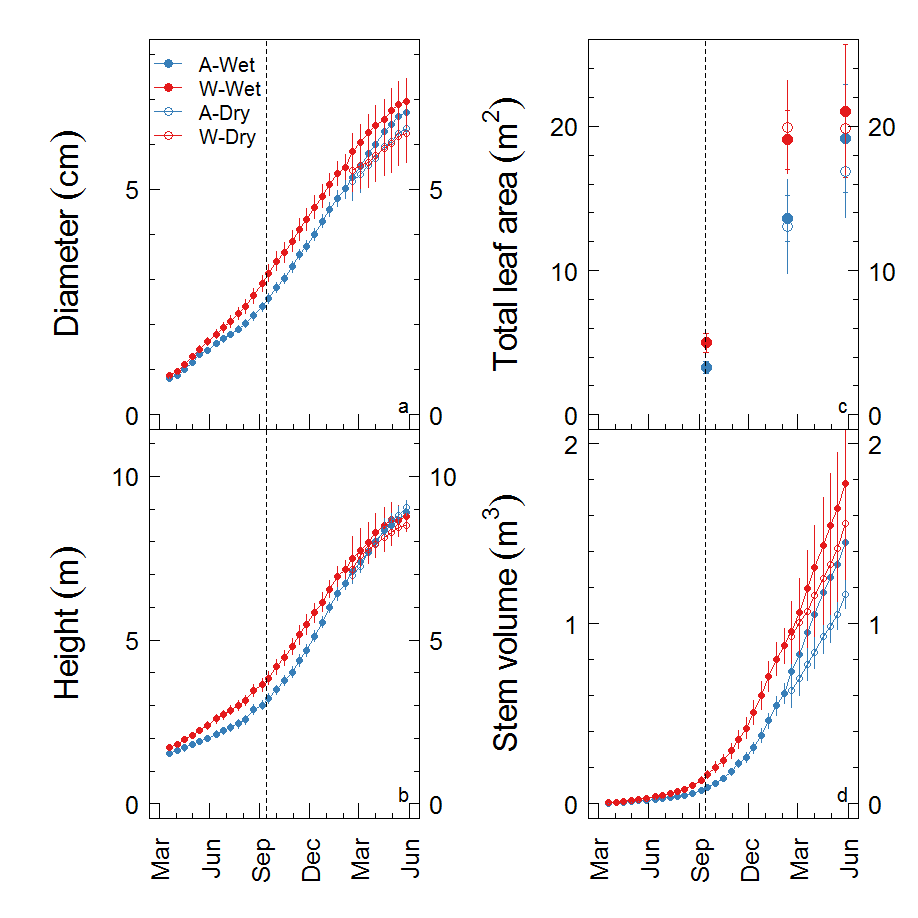 A-Wet
W-Wet
A-Dry
W-Dry
Diameter (cm)
5
0
5
0
a
Total leaf area (m²)
20
10
0
20
10
0
c
Height (m)
10
5
0
10
5
0
b
Stem volume (m³)
2
1
0
2
1
0
d
Mar Jun Sep Dec Mar Jun
Mar Jun Sep Dec Mar Jun